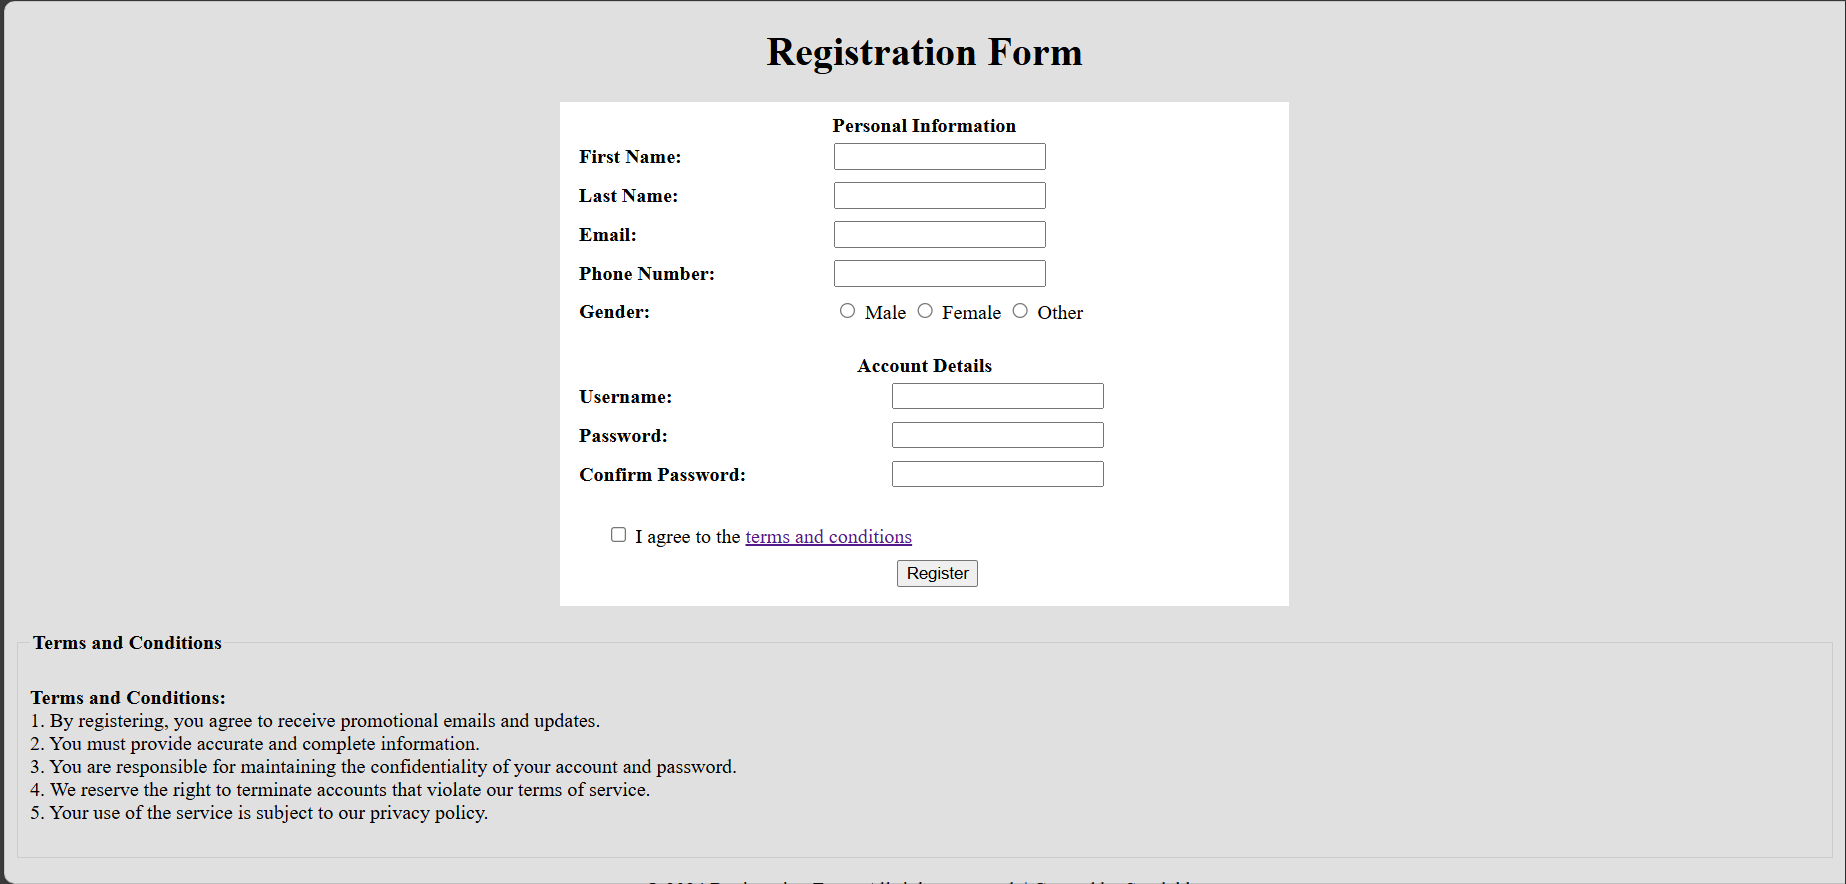 Registration Form
Personal Information
First Name:
Last Name:
Email:
Phone Number:
Gender: Male Female Other
Account Details
Username:
Password:
Confirm Password:
I agree to the terms and conditions
Register
Terms and Conditions
Terms and Conditions:
1. By registering, you agree to receive promotional emails and updates.
2. You must provide accurate and complete information.
3. You are responsible for maintaining the confidentiality of your account and password.
4. We reserve the right to terminate accounts that violate our terms of service.
5. Your use of the service is subject to our privacy policy.